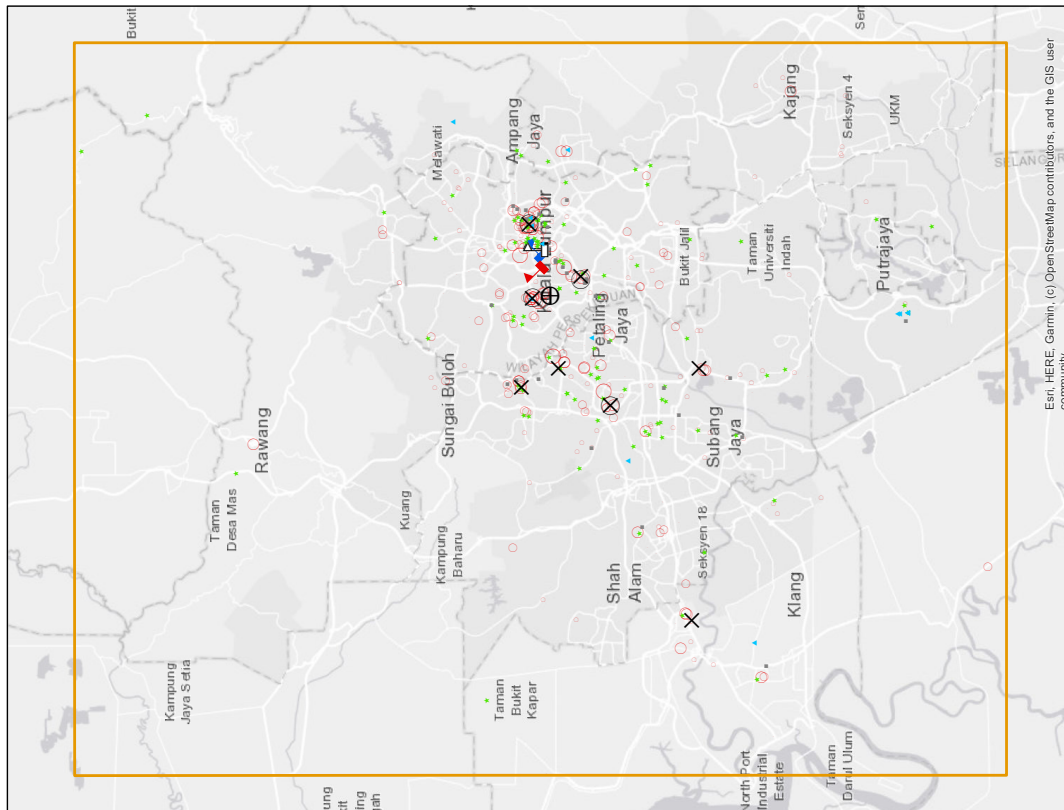 Bukit
Melawati
Ampang
Jaya
Kajang
Seksyen 4
UKM
SELANGOR
Kuala Lumpur
Bukit Jalil
Taman
Universiti
Indah
Putrajaya
WILAYAH PERSEKUTUAN
Petaling
Jaya
Sungai Buloh
Rawang
Subang
Jaya
Taman
Desa Mas
Kuang
Kampung
Baharu
Seksyen 18
Shah
Alam
Klang
Kampung
Jaya Setia
Taman
Bukit
Kapar
North Port
Industrial
Estate
Taman
Darul Ulum
Esri, HERE, Garmin, (c) OpenStreetMap contributors, and the GIS user
community